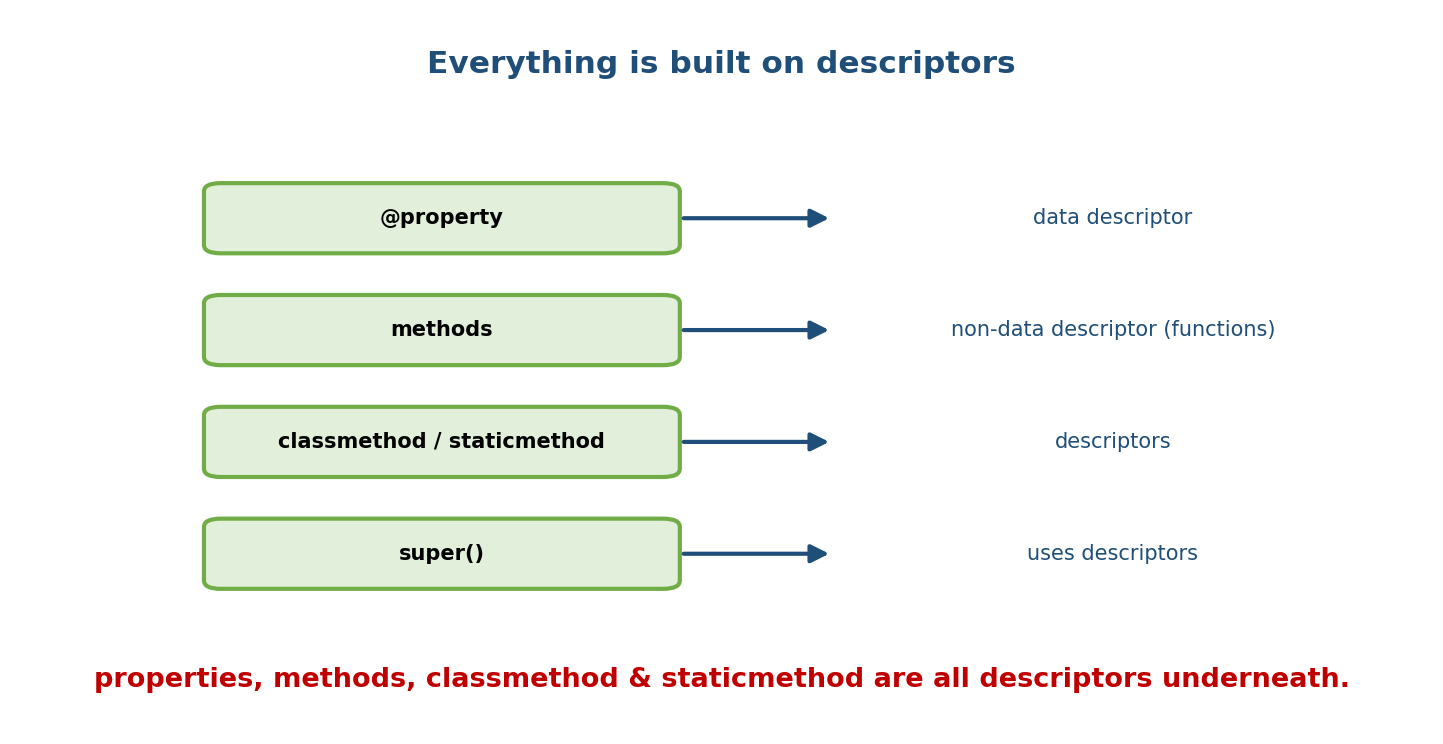 Everything is built on descriptors
@property
data descriptor
methods
non-data descriptor (functions)
classmethod / staticmethod
descriptors
super()
uses descriptors
properties, methods, classmethod & staticmethod are all descriptors underneath.